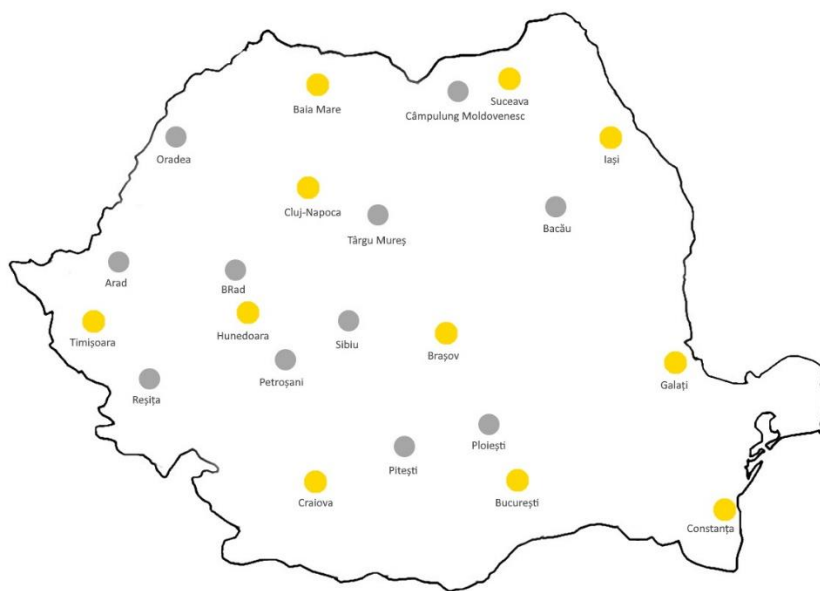 Suceava
Baia Mare
Câmpulung Moldovenesc
Oradea
Iași
Cluj-Napoca
Bacău
Târgu Mureș
Arad
BRad
Hunedoara
Timișoara
Sibiu
Brașov
Petroșani
Galați
Reșița
Ploiești
Pitești
Craiova
București
Constanța